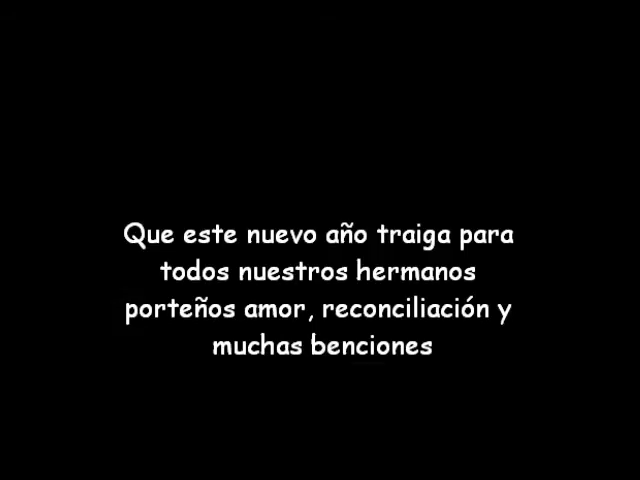 Que este nuevo año traiga para
todos nuestros hermanos
porteños amor, reconciliación y
muchas benciones